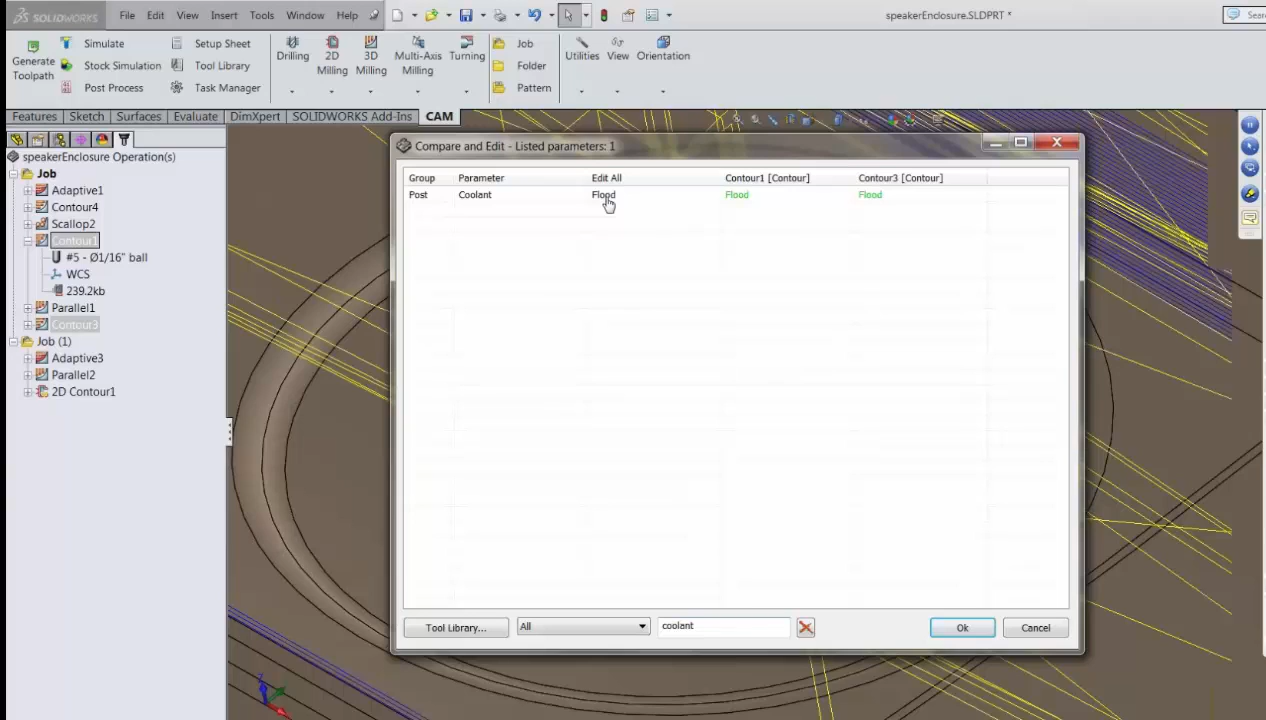 SOLIDWORKS File Edit View Insert Tools Window Help speakerEnclosure.SLDPRT *
Simulate Setup Sheet Job
Generate Toolpath Stock Simulation Tool Library Drilling 2D Milling 3D Milling Multi-Axis Milling Turning Folder Utilities View Orientation
Post Process Task Manager Pattern
Features Sketch Surfaces Evaluate DimXpert SOLIDWORKS Add-Ins CAM
speakerEnclosure Operation(s)
Job
Adaptive1
Contour4
Scallop2
Contour1
#5 - Ø1/16" ball
WCS
239.2kb
Parallel1
Contour3
Job (1)
Adaptive3
Parallel2
2D Contour1
Compare and Edit - Listed parameters: 1
Group Parameter Edit All Contour1 [Contour] Contour3 [Contour]
Post Coolant Flood Flood Flood
Tool Library... All coolant Ok Cancel